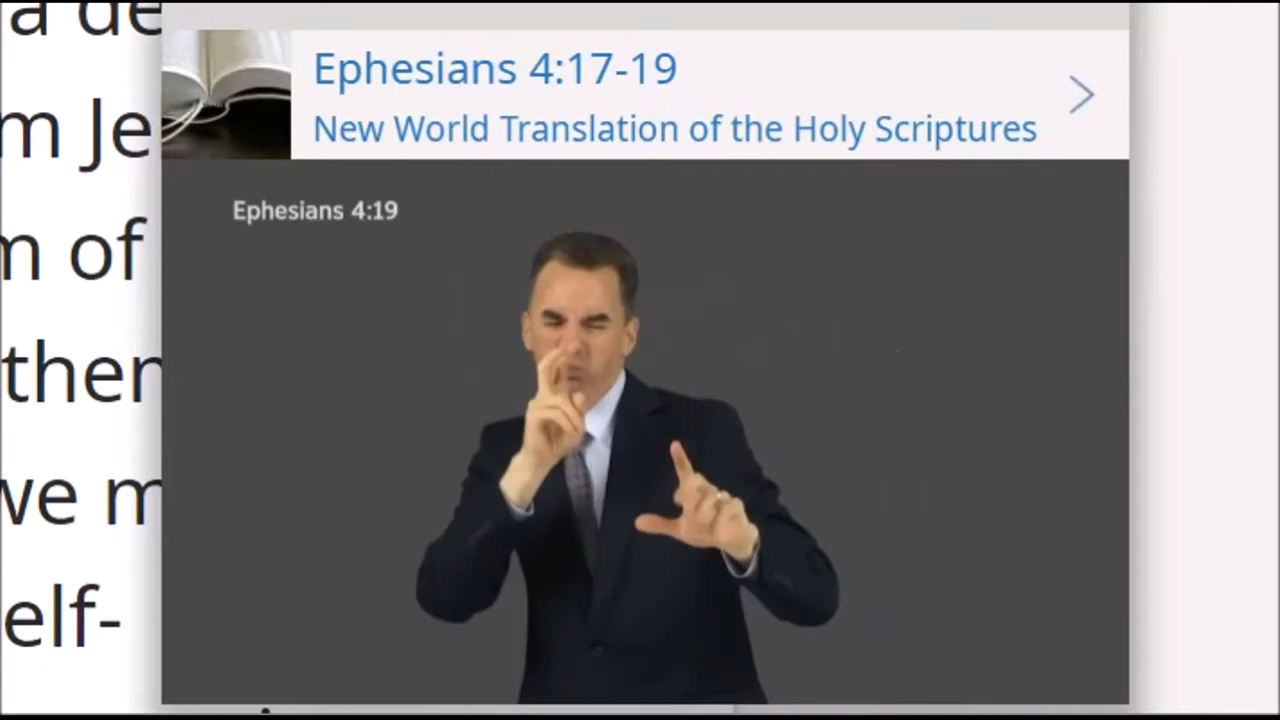 a de
Ephesians 4:17-19
m Je
New World Translation of the Holy Scriptures
Ephesians 4:19
m of
then
we m
elf-